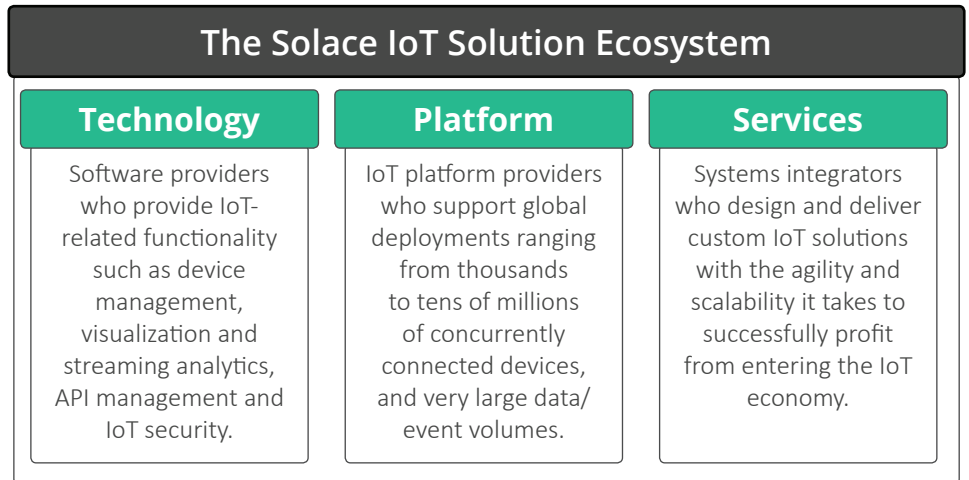 The Solace IoT Solution Ecosystem
Technology
Software providers
who provide IoT-
related functionality
such as device
management,
visualization and
streaming analytics,
API management and
IoT security.
Platform
IoT platform providers
who support global
deployments ranging
from thousands
to tens of millions
of concurrently
connected devices,
and very large data/
event volumes.
Services
Systems integrators
who design and deliver
custom IoT solutions
with the agility and
scalability it takes to
successfully profit
from entering the IoT
economy.